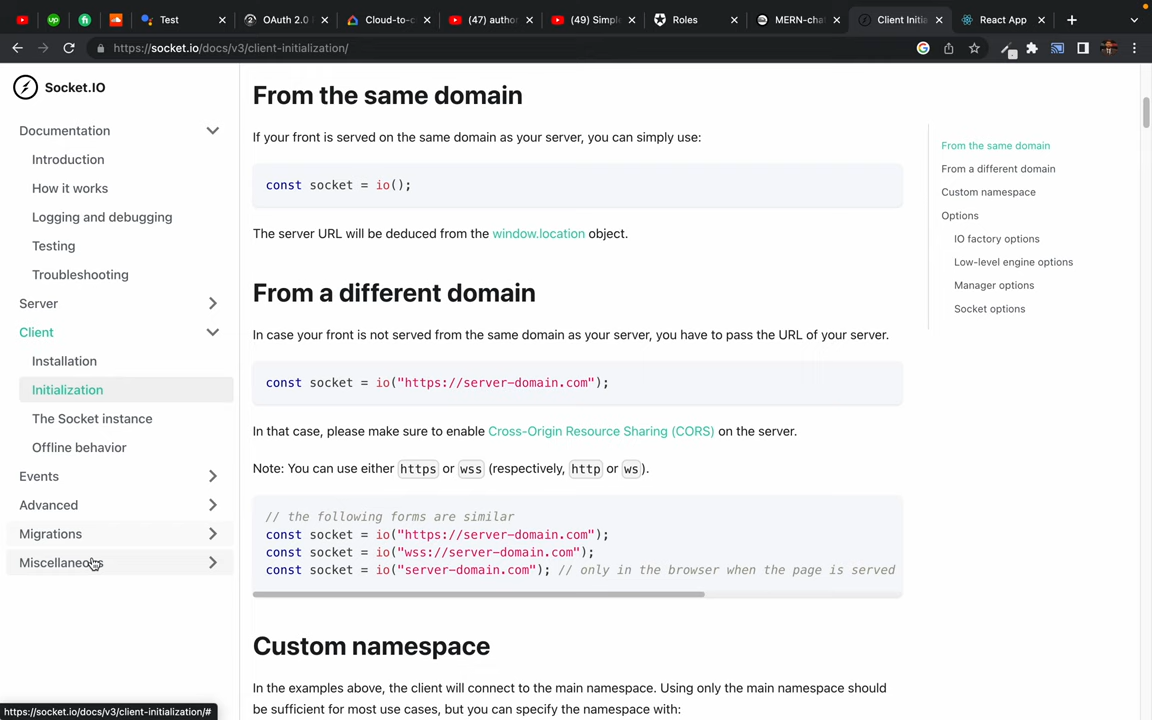 Test
OAuth 2.0
Cloud-to-c
(47) author
(49) Simple
Roles
MERN-chat
Client Initia
React App
https://socket.io/docs/v3/client-initialization/
Socket.IO
Documentation
Introduction
How it works
Logging and debugging
Testing
Troubleshooting
Server
Client
Installation
Initialization
The Socket instance
Offline behavior
Events
Advanced
Migrations
Miscellaneous
https://socket.io/docs/v3/client-initialization/#
From the same domain
If your front is served on the same domain as your server, you can simply use:
const socket = io();
The server URL will be deduced from the window.location object.
From a different domain
In case your front is not served from the same domain as your server, you have to pass the URL of your server.
const socket = io("https://server-domain.com");
In that case, please make sure to enable Cross-Origin Resource Sharing (CORS) on the server.
Note: You can use either https or wss (respectively, http or ws).
// the following forms are similar
const socket = io("https://server-domain.com");
const socket = io("wss://server-domain.com");
const socket = io("server-domain.com"); // only in the browser when the page is served
Custom namespace
In the examples above, the client will connect to the main namespace. Using only the main namespace should
be sufficient for most use cases, but you can specify the namespace with:
From the same domain
From a different domain
Custom namespace
Options
IO factory options
Low-level engine options
Manager options
Socket options